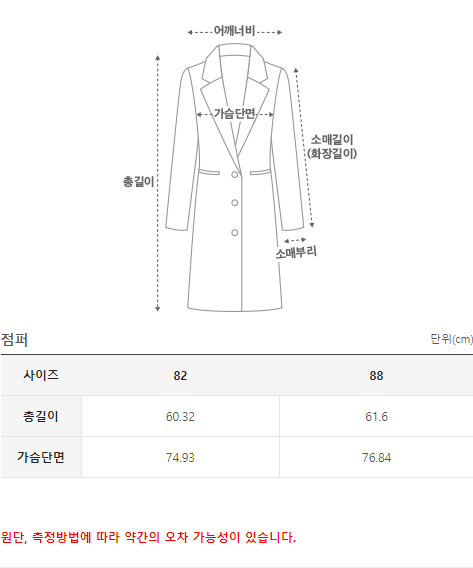 어깨너비
가슴단면
소매길이
(화장길이)
총길이
소매부리
점퍼 단위(cm)
사이즈 82 88
총길이 60.32 61.6
가슴단면 74.93 76.84
원단, 측정방법에 따라 약간의 오차 가능성이 있습니다.